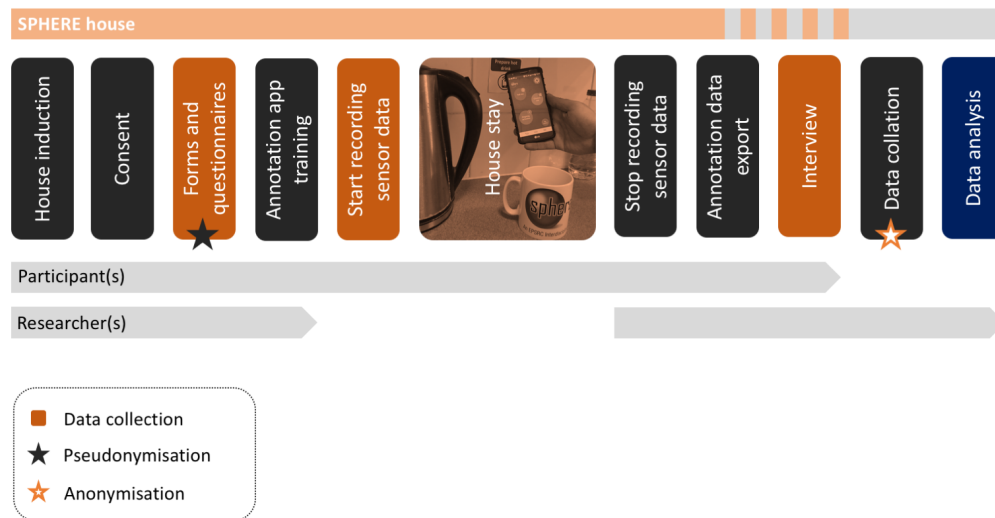 SPHERE house
House induction
Consent
Forms and
questionnaires
Annotation app
training
Start recording
sensor data
House stay
spher
Stop recording
sensor data
Annotation data
export
Interview
Data collation
Data analysis
Participant(s)
Researcher(s)
Data collection
Pseudonymisation
Anonymisation